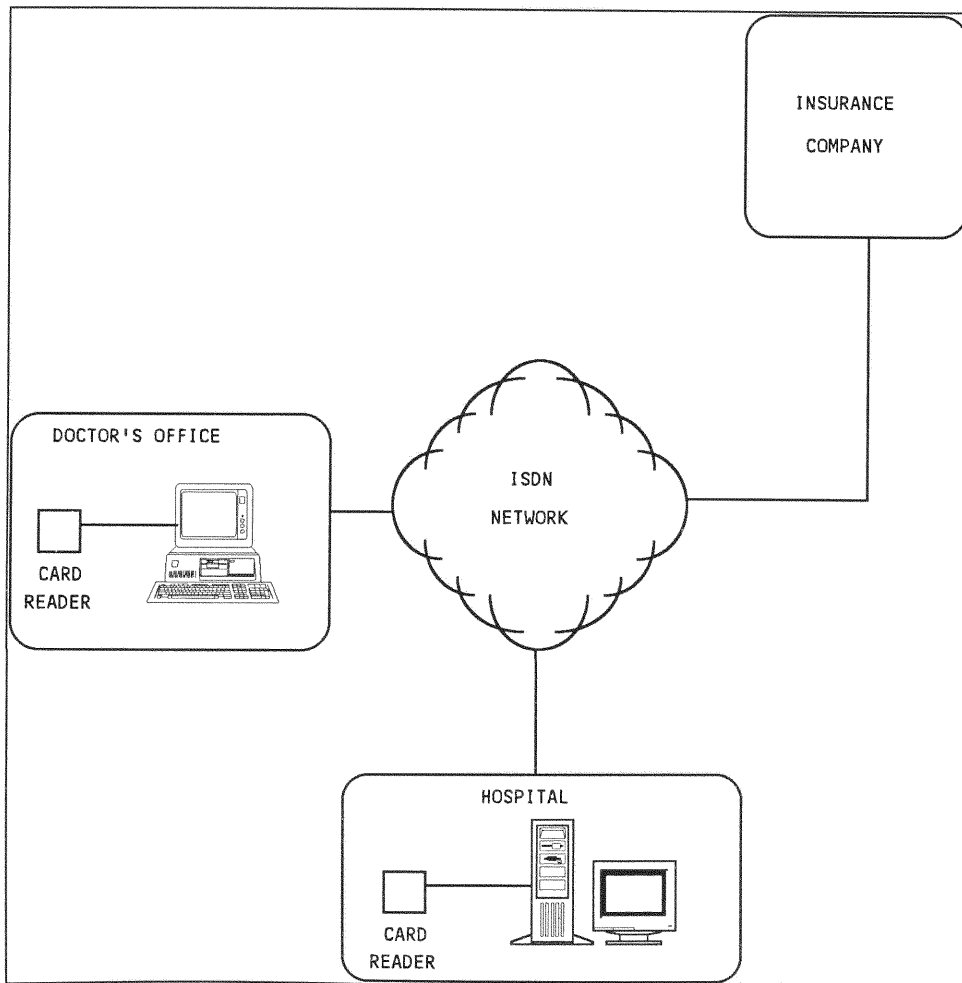 INSURANCE
COMPANY
DOCTOR'S OFFICE
CARD
READER
ISDN
NETWORK
HOSPITAL
CARD
READER